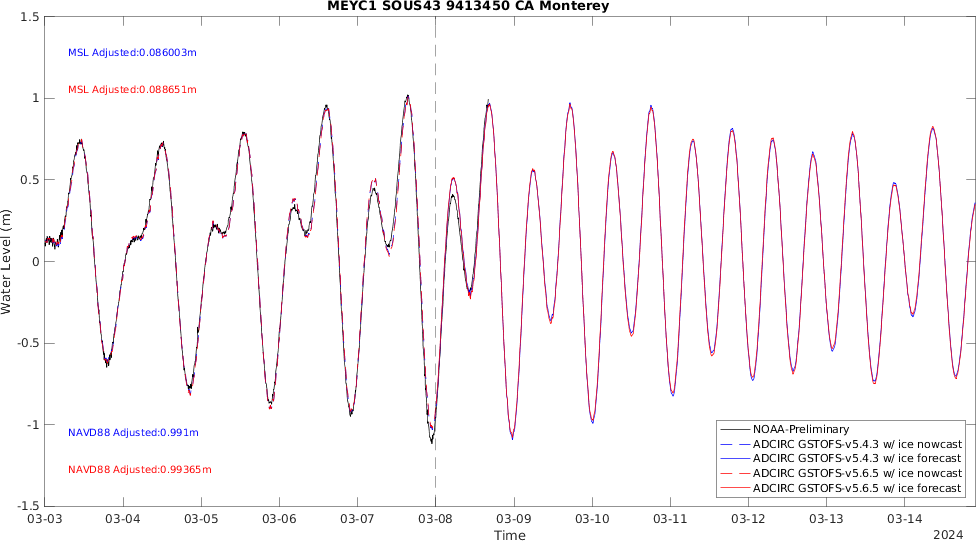 MEYC1 SOUS43 9413450 CA Monterey
1.5
MSL Adjusted:0.086003m
MSL Adjusted:0.088651m
1
0.5
0
-0.5
-1
-1.5
Water Level (m)
NAVD88 Adjusted:0.991m
NAVD88 Adjusted:0.99365m
NOAA-Preliminary
ADCIRC GSTOFS-v5.4.3 w/ ice nowcast
ADCIRC GSTOFS-v5.4.3 w/ ice forecast
ADCIRC GSTOFS-v5.6.5 w/ ice nowcast
ADCIRC GSTOFS-v5.6.5 w/ ice forecast
03-03 03-04 03-05 03-06 03-07 03-08 03-09 03-10 03-11 03-12 03-13 03-14
Time
2024